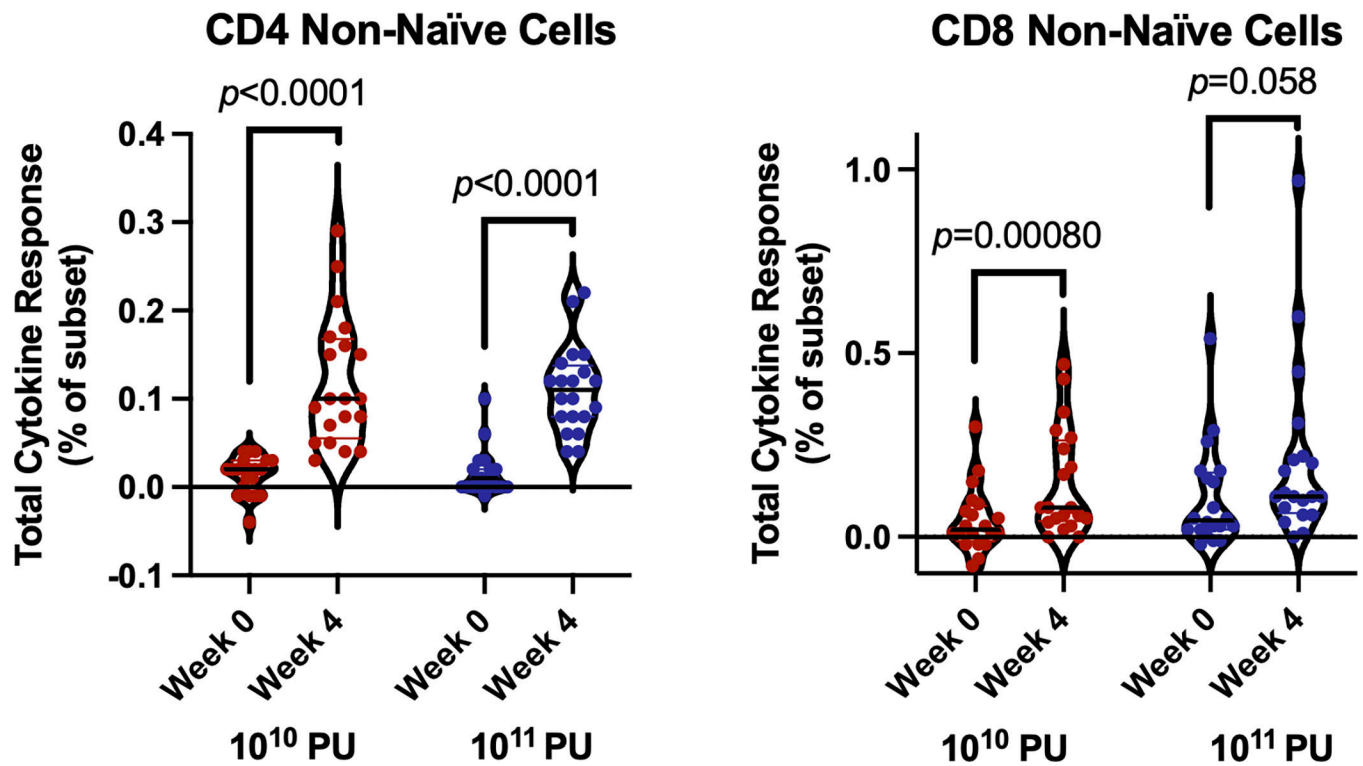 CD4 Non-Naïve Cells
p<0.0001
p<0.0001
Total Cytokine Response
(% of subset)
0.4
0.3
0.2
0.1
0.0
-0.1
Week 0
Week 4
Week 0
Week 4
10¹⁰ PU
10¹¹ PU
CD8 Non-Naïve Cells
p=0.058
p=0.00080
Total Cytokine Response
(% of subset)
1.0
0.5
0.0
Week 0
Week 4
Week 0
Week 4
10¹⁰ PU
10¹¹ PU